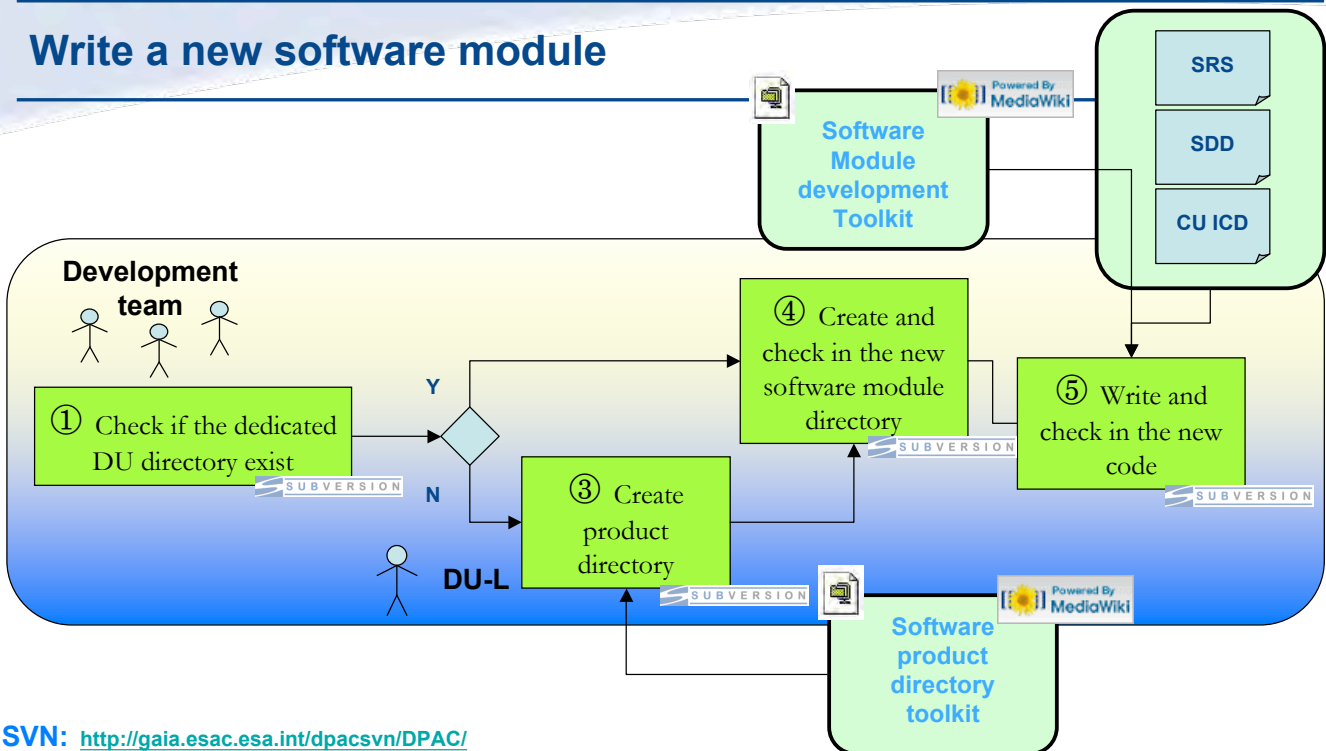 Write a new software module
SRS
SDD
CU ICD
Powered By
MediaWiki
Software
Module
development
Toolkit
Development
team
① Check if the dedicated
DU directory exist
SUBVERSION
Y
N
④ Create and
check in the new
software module
directory
SUBVERSION
⑤ Write and
check in the new
code
SUBVERSION
③ Create
product
directory
SUBVERSION
DU-L
Powered By
MediaWiki
Software
product
directory
toolkit
SVN: http://gaia.esac.esa.int/dpacsvn/DPAC/